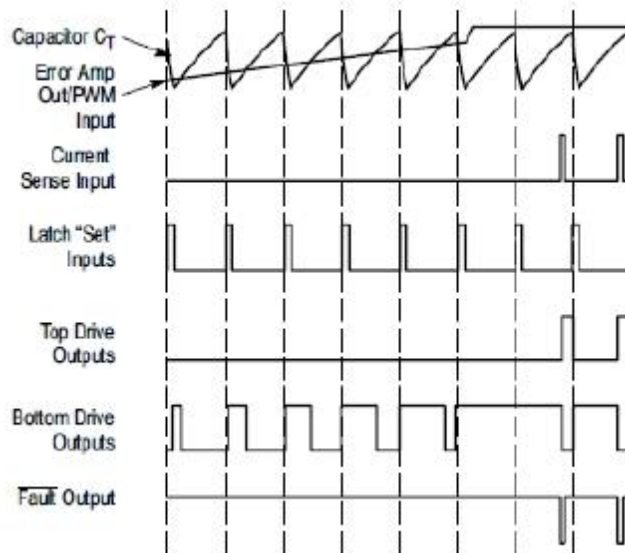 Capacitor CT
Error Amp
Out/PWM
Input
Current
Sense Input
Latch "Set"
Inputs
Top Drive
Outputs
Bottom Drive
Outputs
Fault Output